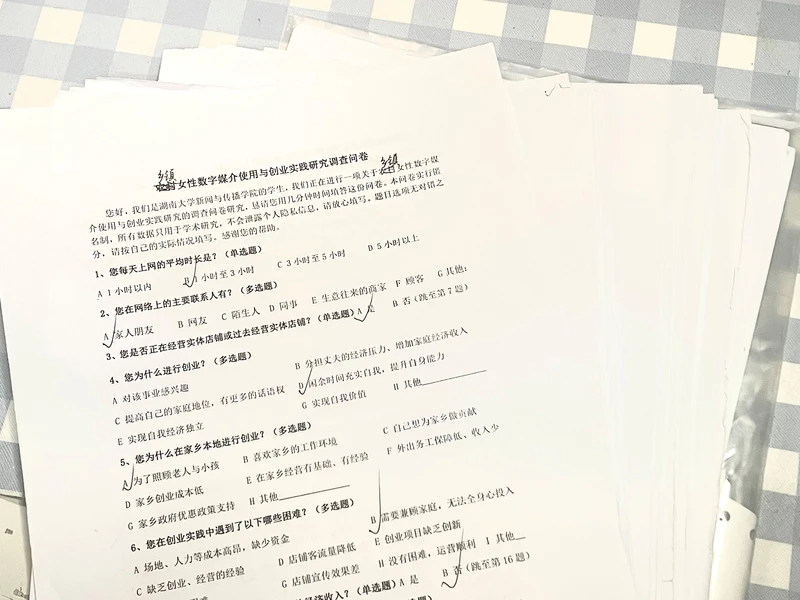 乡镇女性数字媒介使用与创业实践研究调查问卷
您好，我们是湖南大学新闻与传播学院的学生，我们正在进行一项关于乡镇女性数字媒
介使用与创业实践研究的调查问卷研究，恳请您用几分钟时间填答这份问卷。本问卷实行匿
名制，所有数据只用于学术研究，不会泄露个人隐私信息，请放心填写。题目选项无对错之
分，请按自己的实际情况填写。感谢您的帮助。
1、您每天上网的平均时长是？（单选题）
A 1 小时以内 B 1 小时至 3 小时 C 3 小时至 5 小时 D 5 小时以上
2、您在网络上的主要联系人有？（多选题）
A 家人朋友 B 网友 C 陌生人 D 同事 E 生意往来的商家 F 顾客 G 其他:
3、您是否正在经营实体店铺或过去经营实体店铺？（单选题）A 是 B 否（跳至第 7 题）
4、您为什么进行创业？（多选题）
A 对该事业感兴趣 B 分担丈夫的经济压力、增加家庭经济收入
C 提高自己的家庭地位，有更多的话语权 D 闲余时间充实自我，提升自身能力
E 实现自我经济独立 G 实现自我价值 H 其他
5、您为什么在家乡本地进行创业？（多选题）
A 为了照顾老人与小孩 B 喜欢家乡的工作环境 C 自己想为家乡做贡献
D 家乡创业成本低 E 在家乡经营有基础、有经验 F 外出务工保障低、收入少
G 家乡政府优惠政策支持 H 其他
6、您在创业实践中遇到了以下哪些困难？（多选题）
A 场地、人力等成本高昂，缺少资金 B 需要兼顾家庭，无法全身心投入
C 缺乏创业、经营的经验 D 店铺客流量降低 E 创业项目缺乏创新
G 店铺宣传效果差 H 没有困难，运营顺利 I 其他
经济收入？（单选题）A 是 B 否（跳至第 16 题）